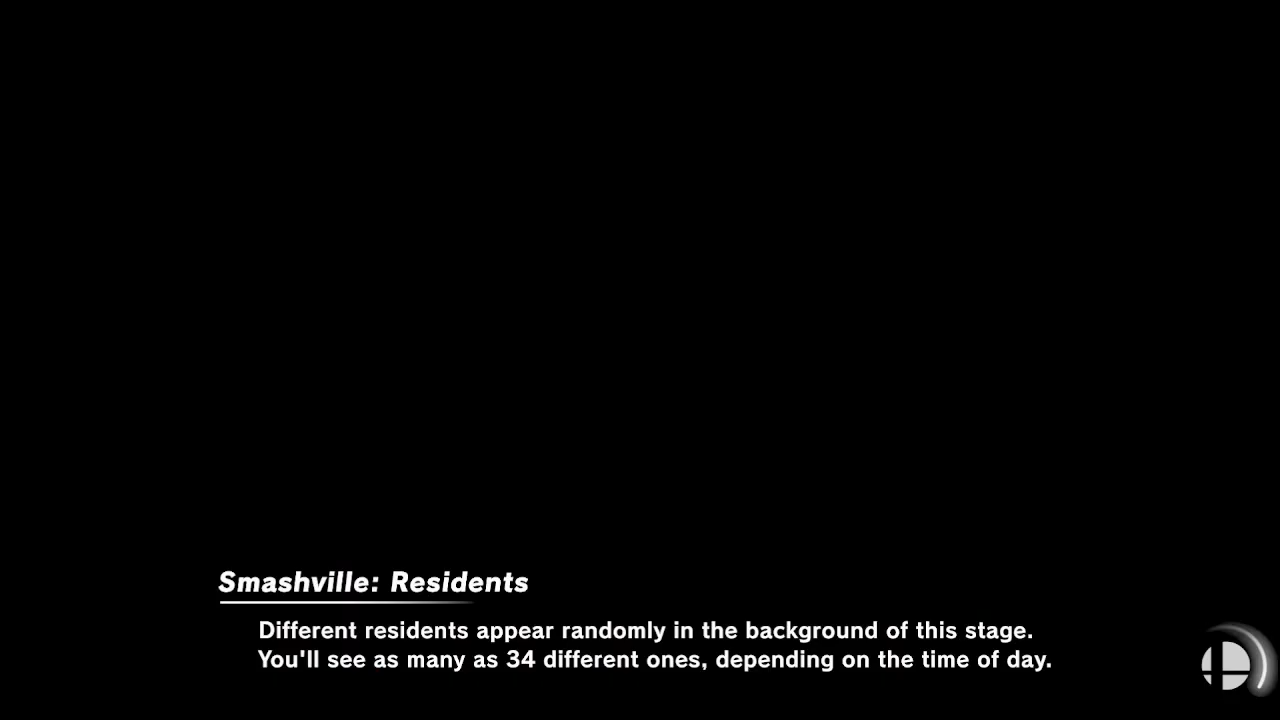 Smashville: Residents
Different residents appear randomly in the background of this stage.
You'll see as many as 34 different ones, depending on the time of day.